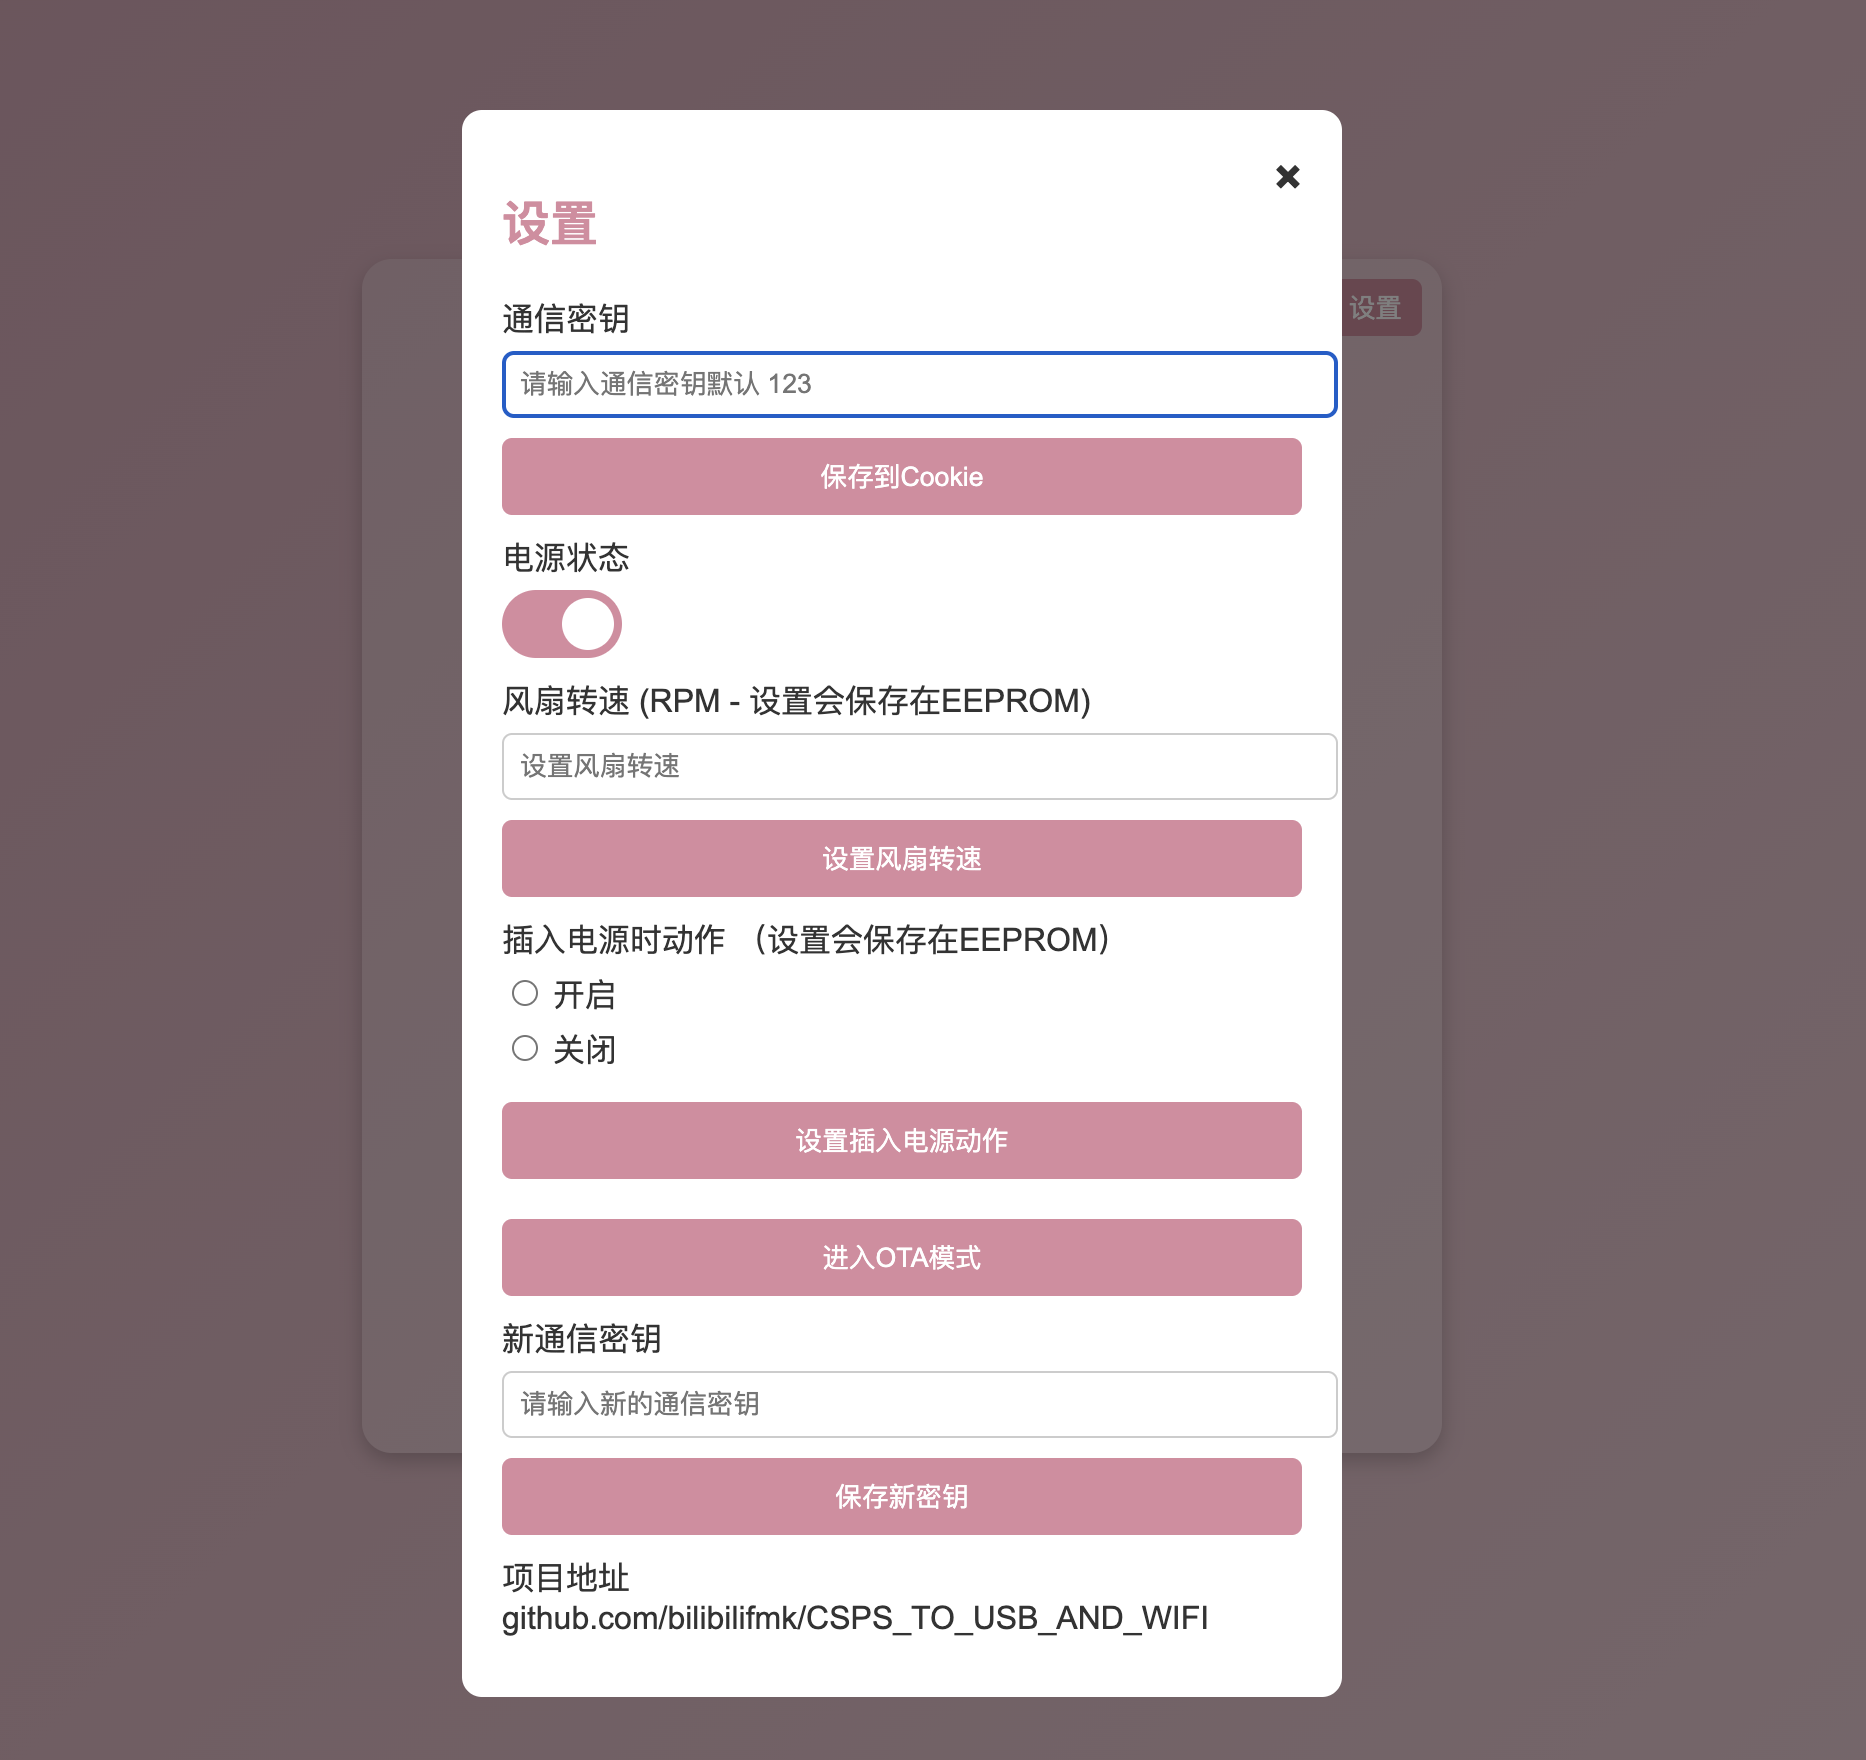 ✖
设置
设置
通信密钥
请输入通信密钥默认 123
保存到Cookie
电源状态
风扇转速 (RPM - 设置会保存在EEPROM)
设置风扇转速
设置风扇转速
插入电源时动作 （设置会保存在EEPROM）
开启
关闭
设置插入电源动作
进入OTA模式
新通信密钥
请输入新的通信密钥
保存新密钥
项目地址
github.com/bilibilifmk/CSPS_TO_USB_AND_WIFI